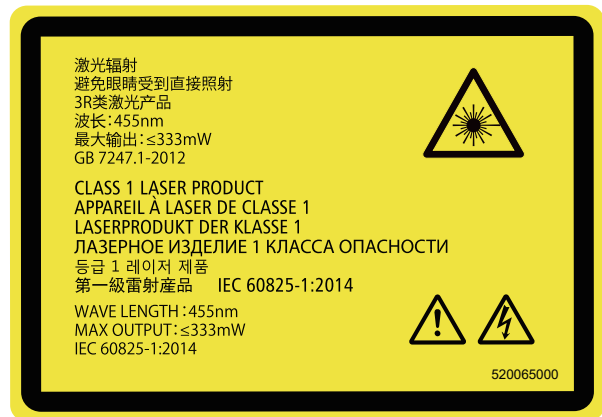 激光辐射
避免眼睛受到直接照射
3R类激光产品
波长:455nm
最大输出:≤333mW
GB 7247.1-2012
CLASS 1 LASER PRODUCT
APPAREIL À LASER DE CLASSE 1
LASERPRODUKT DER KLASSE 1
ЛАЗЕРНОЕ ИЗДЕЛИЕ 1 КЛАССА ОПАСНОСТИ
등급 1 레이저 제품
第一級雷射産品 IEC 60825-1:2014
WAVE LENGTH:455nm
MAX OUTPUT:≤333mW
IEC 60825-1:2014
520065000